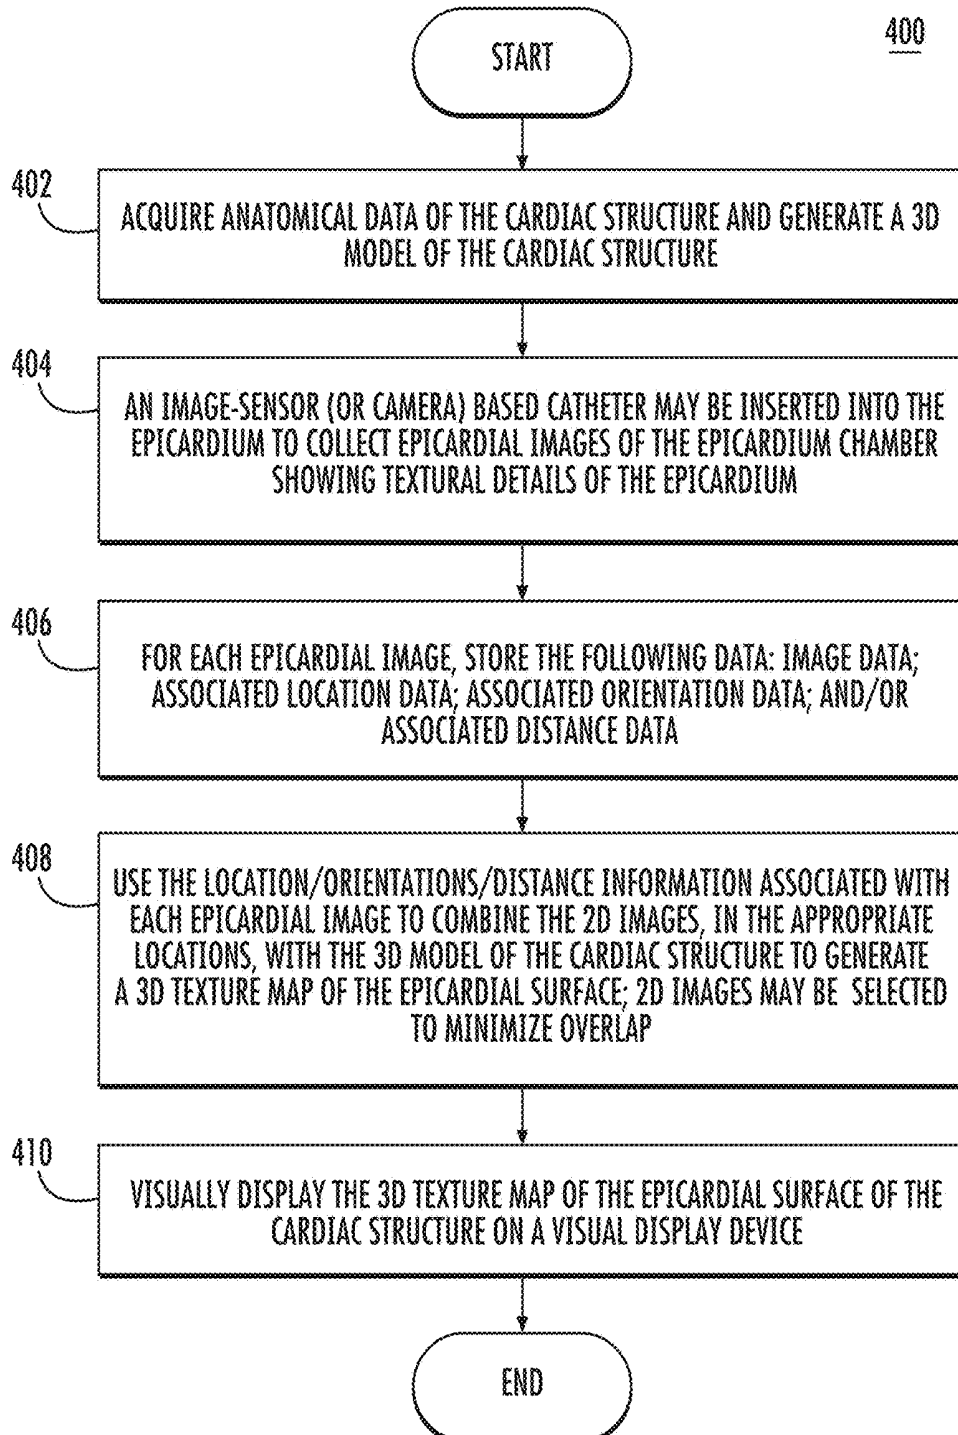 400
START
402
ACQUIRE ANATOMICAL DATA OF THE CARDIAC STRUCTURE AND GENERATE A 3D
MODEL OF THE CARDIAC STRUCTURE
404
AN IMAGE-SENSOR (OR CAMERA) BASED CATHETER MAY BE INSERTED INTO THE
EPICARDIUM TO COLLECT EPICARDIAL IMAGES OF THE EPICARDIUM CHAMBER
SHOWING TEXTURAL DETAILS OF THE EPICARDIUM
406
FOR EACH EPICARDIAL IMAGE, STORE THE FOLLOWING DATA: IMAGE DATA;
ASSOCIATED LOCATION DATA; ASSOCIATED ORIENTATION DATA; AND/OR
ASSOCIATED DISTANCE DATA
408
USE THE LOCATION/ORIENTATIONS/DISTANCE INFORMATION ASSOCIATED WITH
EACH EPICARDIAL IMAGE TO COMBINE THE 2D IMAGES, IN THE APPROPRIATE
LOCATIONS, WITH THE 3D MODEL OF THE CARDIAC STRUCTURE TO GENERATE
A 3D TEXTURE MAP OF THE EPICARDIAL SURFACE; 2D IMAGES MAY BE SELECTED
TO MINIMIZE OVERLAP
410
VISUALLY DISPLAY THE 3D TEXTURE MAP OF THE EPICARDIAL SURFACE OF THE
CARDIAC STRUCTURE ON A VISUAL DISPLAY DEVICE
END